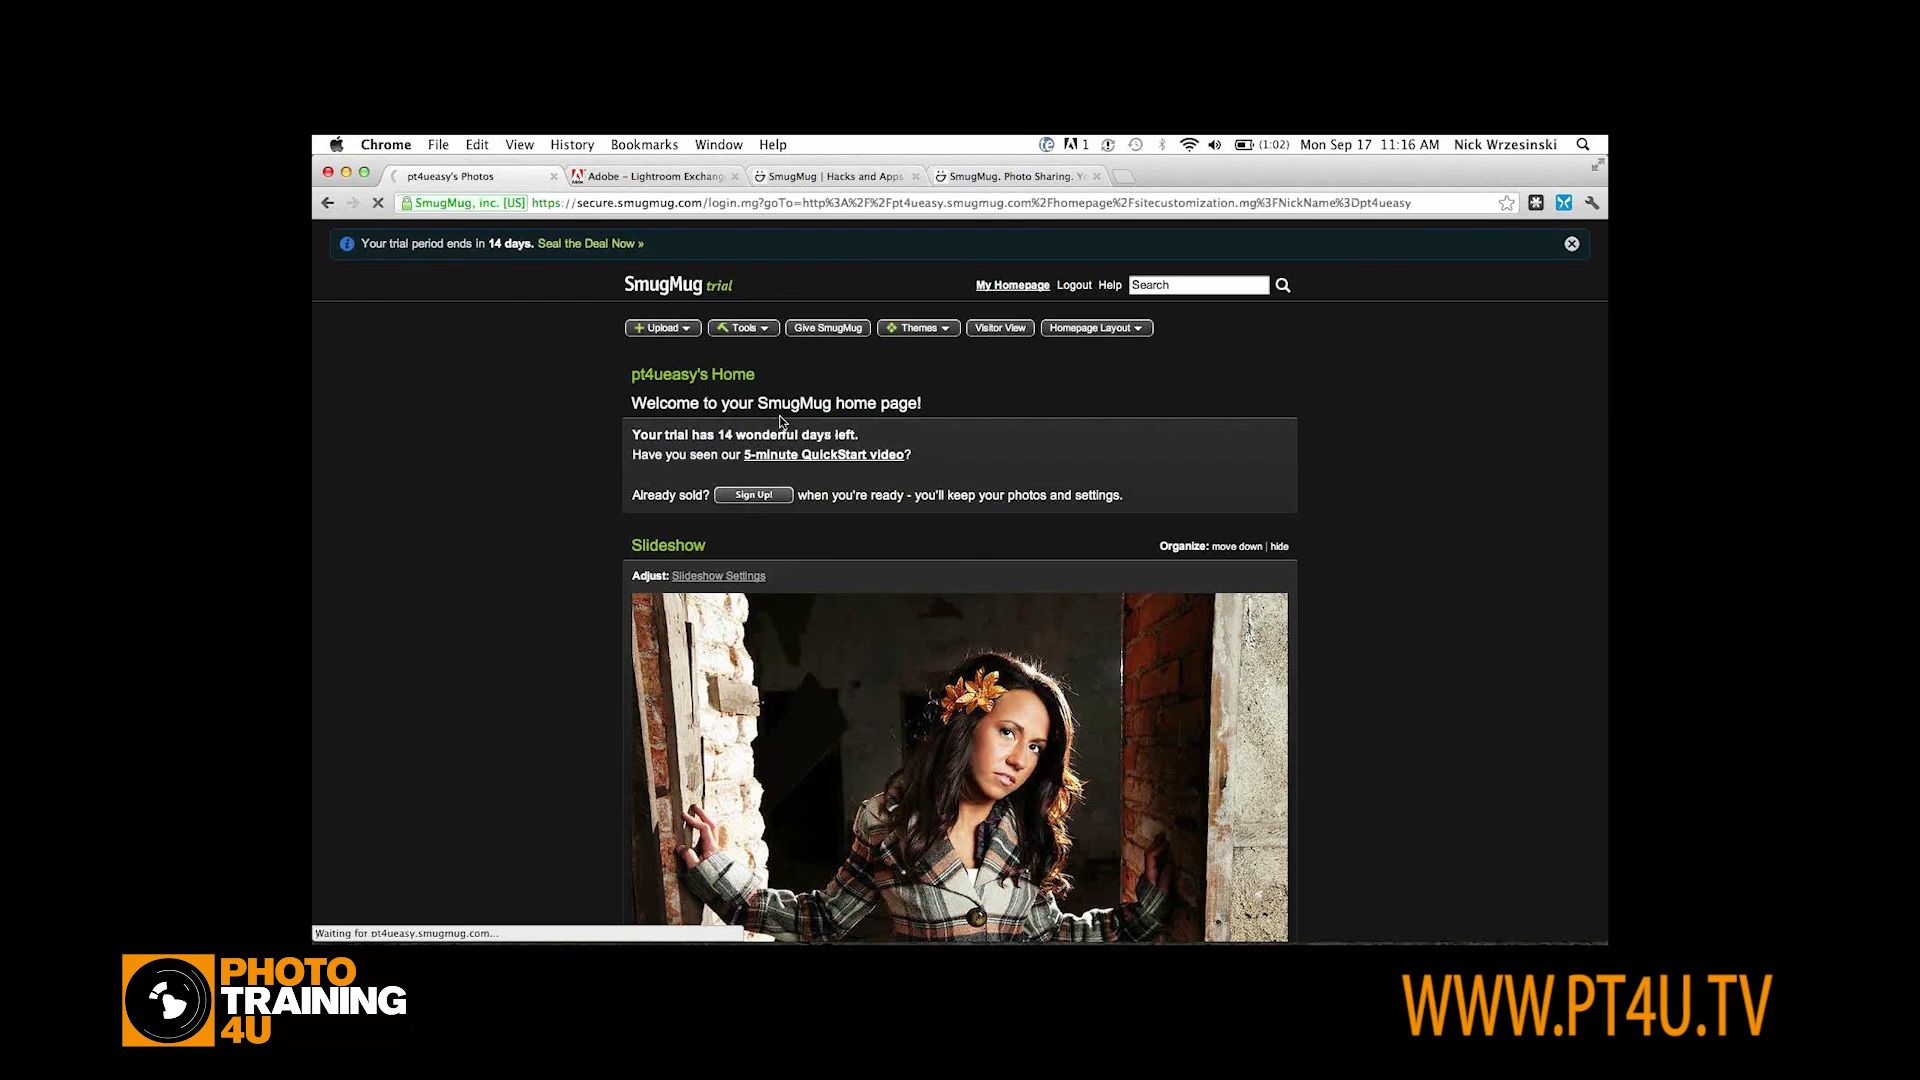 Chrome File Edit View History Bookmarks Window Help 1 (1:02) Mon Sep 17 11:16 AM Nick Wrzesinski
pt4ueasy's Photos Adobe – Lightroom Exchang SmugMug | Hacks and Apps SmugMug. Photo Sharing. Y
SmugMug, inc. [US] https://secure.smugmug.com/login.mg?goTo=http%3A%2F%2Fpt4ueasy.smugmug.com%2Fhomepage%2Fsitecustomization.mg%3FNickName%3Dpt4ueasy
Your trial period ends in 14 days. Seal the Deal Now »
SmugMug trial My Homepage Logout Help Search
Upload Tools Give SmugMug Themes Visitor View Homepage Layout
pt4ueasy's Home
Welcome to your SmugMug home page!
Your trial has 14 wonderful days left.
Have you seen our 5-minute QuickStart video?
Already sold? Sign Up! when you're ready - you'll keep your photos and settings.
Slideshow Organize: move down | hide
Adjust: Slideshow Settings
Waiting for pt4ueasy.smugmug.com...
PHOTO
TRAINING
4U
WWW.PT4U.TV